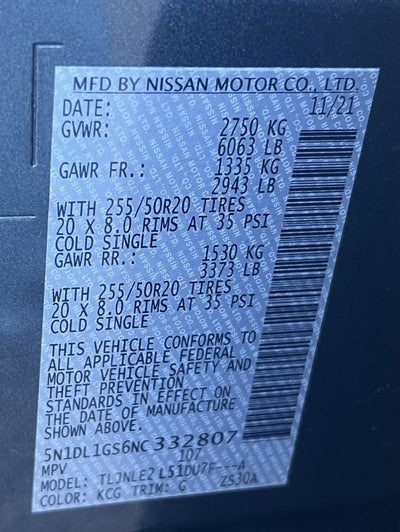 MFD BY NISSAN MOTOR CO., LTD.
DATE: 11/21
GVWR: 2750 KG
6063 LB
GAWR FR.: 1335 KG
2943 LB
WITH 255/50R20 TIRES
20 X 8.0 RIMS AT 35 PSI
COLD SINGLE
GAWR RR.: 1530 KG
3373 LB
WITH 255/50R20 TIRES
20 X 8.0 RIMS AT 35 PSI
COLD SINGLE
THIS VEHICLE CONFORMS TO
ALL APPLICABLE FEDERAL
MOTOR VEHICLE SAFETY AND
THEFT PREVENTION
STANDARDS IN EFFECT ON
THE DATE OF MANUFACTURE
SHOWN ABOVE.
5N1DL1GS6NC332807
MPV 107
MODEL: TLJNLE2 L51DU7F---A
COLOR: KCG TRIM: G ZS30A